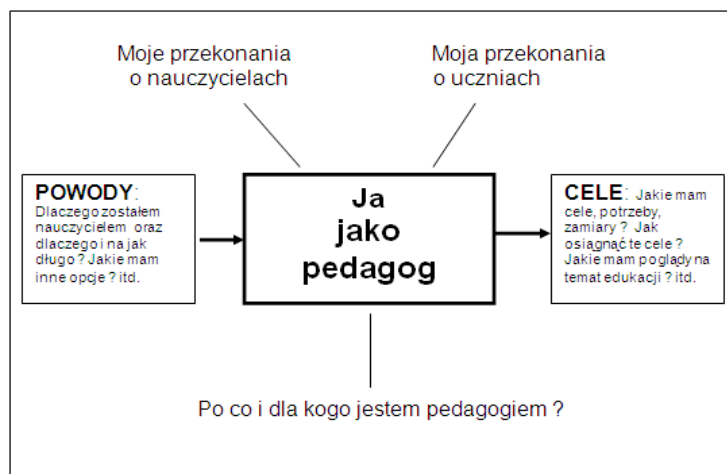 Moje przekonania
o nauczycielach
Moja przekonania
o uczniach
POWODY:
Dlaczego zostałem
nauczycielem oraz
dlaczego i na jak
długo ? Jakie mam
inne opcje ? itd.
Ja
jako
pedagog
CELE: Jakie mam
cele, potrzeby,
zamiary ? Jak
osiągnąć te cele ?
Jakie mam poglądy na
temat edukacji ? itd.
Po co i dla kogo jestem pedagogiem ?